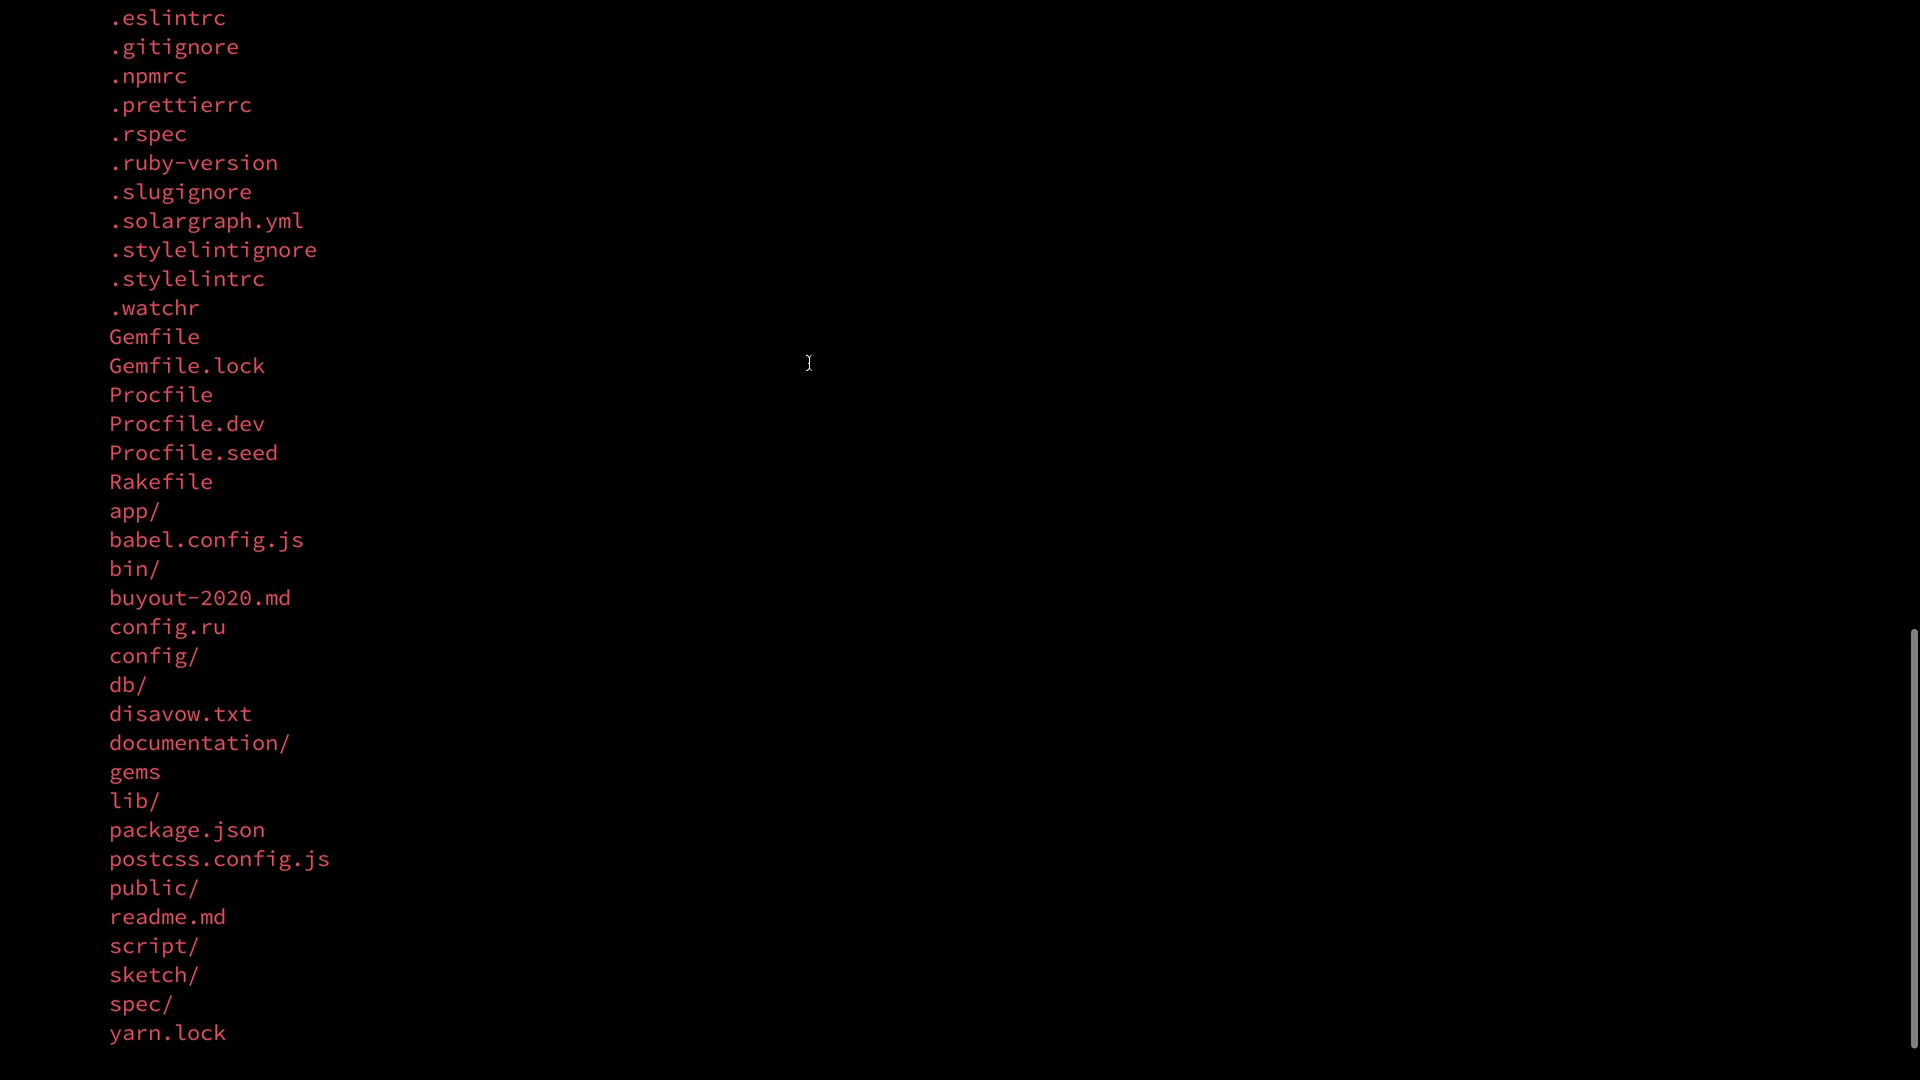 .eslintrc
.gitignore
.npmrc
.prettierrc
.rspec
.ruby-version
.slugignore
.solargraph.yml
.stylelintignore
.stylelintrc
.watchr
Gemfile
Gemfile.lock
Procfile
Procfile.dev
Procfile.seed
Rakefile
app/
babel.config.js
bin/
buyout-2020.md
config.ru
config/
db/
disavow.txt
documentation/
gems
lib/
package.json
postcss.config.js
public/
readme.md
script/
sketch/
spec/
yarn.lock